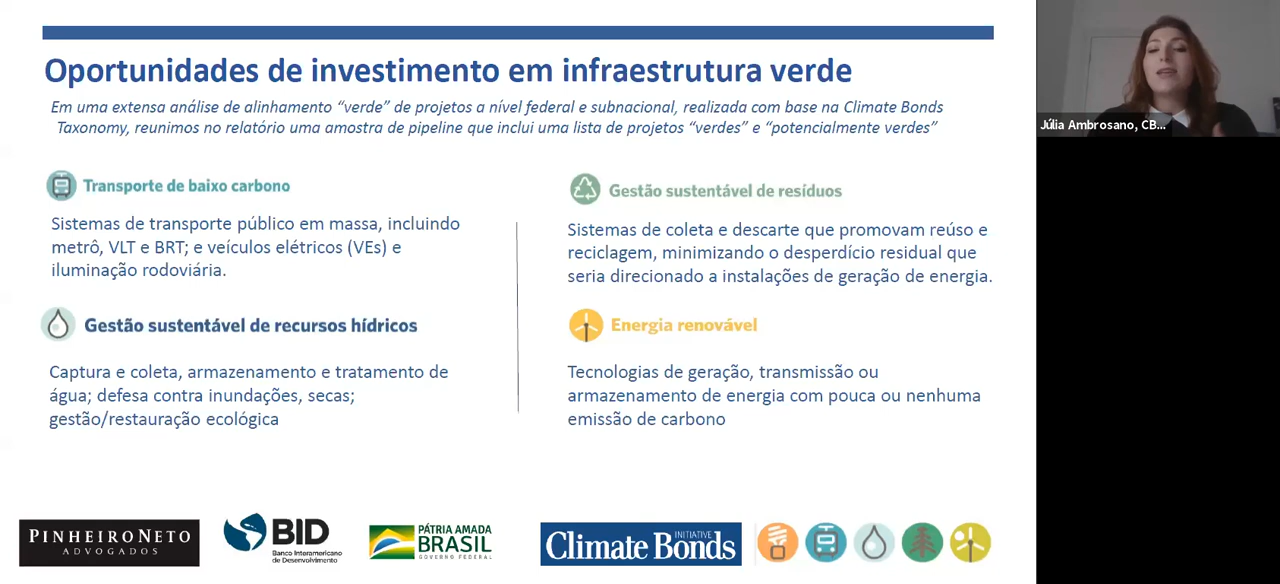 Oportunidades de investimento em infraestrutura verde
Em uma extensa análise de alinhamento “verde” de projetos a nível federal e subnacional, realizada com base na Climate Bonds
Taxonomy, reunimos no relatório uma amostra de pipeline que inclui uma lista de projetos “verdes” e “potencialmente verdes”
Transporte de baixo carbono
Sistemas de transporte público em massa, incluindo
metrô, VLT e BRT; e veículos elétricos (VEs) e
iluminação rodoviária.
Gestão sustentável de recursos hídricos
Captura e coleta, armazenamento e tratamento de
água; defesa contra inundações, secas;
gestão/restauração ecológica
Gestão sustentável de resíduos
Sistemas de coleta e descarte que promovam reúso e
reciclagem, minimizando o desperdício residual que
seria direcionado a instalações de geração de energia.
Energia renovável
Tecnologias de geração, transmissão ou
armazenamento de energia com pouca ou nenhuma
emissão de carbono
PINHEIRONETO
ADVOGADOS
BID
Banco Interamericano
de Desenvolvimento
PÁTRIA AMADA
BRASIL
GOVERNO FEDERAL
INITIATIVE
Climate Bonds
Júlia Ambrosano, CB...